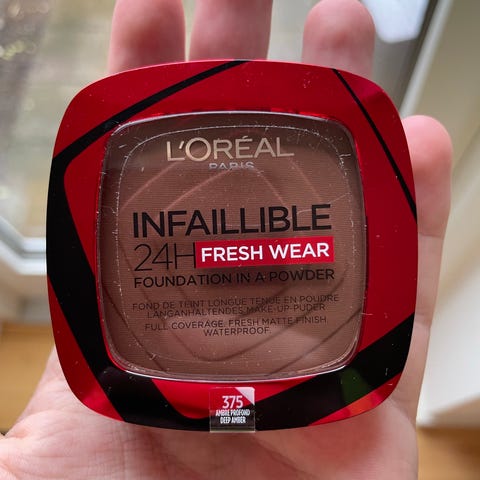 L'ORÉAL
PARIS
INFAILLIBLE
24H FRESH WEAR
FOUNDATION IN A POWDER
FOND DE TEINT LONGUE TENUE EN POUDRE
LANGANHALTENDES MAKE-UP-PUDER
FULL COVERAGE. FRESH MATTE FINISH
WATERPROOF.
375
AMBRE PROFOND
DEEP AMBER